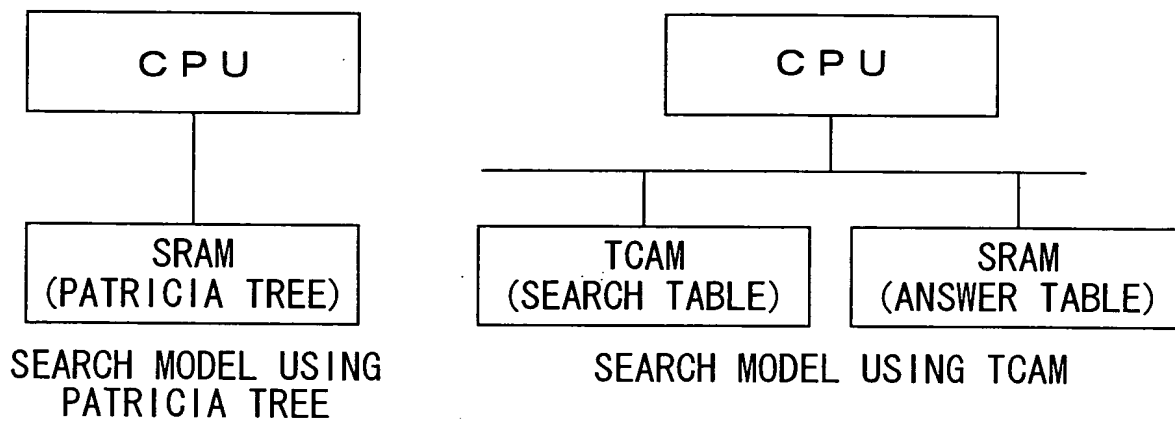 CPU
SRAM
(PATRICIA TREE)
SEARCH MODEL USING
PATRICIA TREE
CPU
TCAM
(SEARCH TABLE)
SRAM
(ANSWER TABLE)
SEARCH MODEL USING TCAM